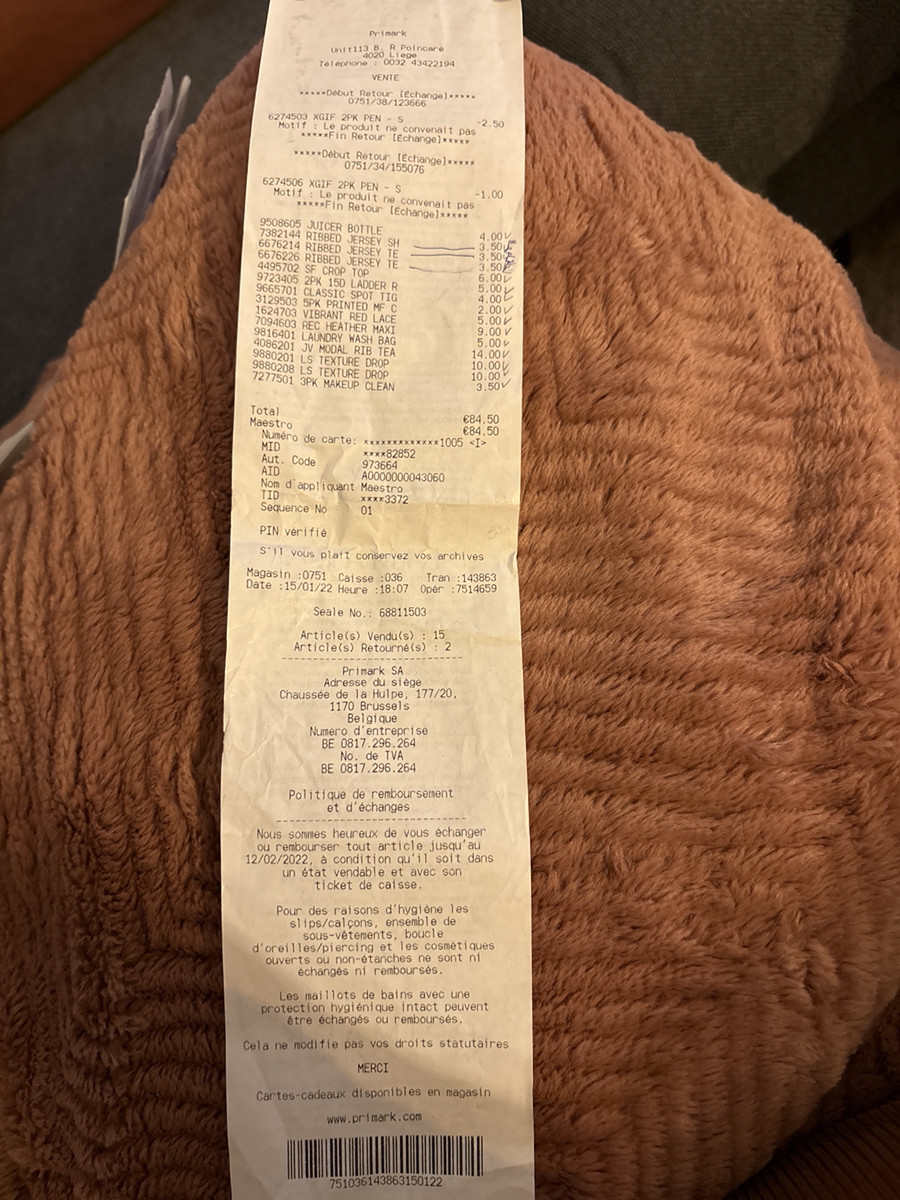 Primark
Unit113 B. R Poincaré
4020 Liege
Telephone : 0032 43422194
VENTE
*****Début Retour [Échange]*****
0751/38/123666
6274503 XGIF 2PK PEN - S -2.50
Motif : Le produit ne convenait pas
*****Fin Retour [Échange]*****
*****Début Retour [Échange]*****
0751/34/155076
6274506 XGIF 2PK PEN - S -1.00
Motif : Le produit ne convenait pas
*****Fin Retour [Échange]*****
9508605 JUICER BOTTLE 4.00
7382144 RIBBED JERSEY SH 3.50
6676214 RIBBED JERSEY TE 3.50
6676226 RIBBED JERSEY TE 3.50
4495702 SF CROP TOP 6.00
9723405 2PK 15D LADDER R 5.00
9665701 CLASSIC SPOT TIG 4.00
3129503 5PK PRINTED MF C 2.00
1624703 VIBRANT RED LACE 5.00
7094603 REC HEATHER MAXI 9.00
9816401 LAUNDRY WASH BAG 5.00
4086201 JV MODAL RIB TEA 14.00
9880201 LS TEXTURE DROP 10.00
9880208 LS TEXTURE DROP 10.00
7277501 3PK MAKEUP CLEAN 3.50
Total €84.50
Maestro €84.50
Numéro de carte: *************1005 <I>
MID ****82852
Aut. Code 973664
AID A0000000043060
Nom d'appliquant Maestro
TID ****3372
Sequence No 01
PIN vérifié
S'il vous plait conservez vos archives
Magasin :0751 Caisse :036 Tran :143863
Date :15/01/22 Heure :18:07 Opér :7514659
Seale No.: 68811503
Article(s) Vendu(s) : 15
Article(s) Retourné(s) : 2
Primark SA
Adresse du siège
Chaussée de la Hulpe, 177/20,
1170 Brussels
Belgique
Numero d'entreprise
BE 0817.296.264
No. de TVA
BE 0817.296.264
Politique de remboursement
et d'échanges
Nous sommes heureux de vous échanger
ou rembourser tout article jusqu'au
12/02/2022, à condition qu'il soit dans
un état vendable et avec son
ticket de caisse.
Pour des raisons d'hygiène les
slips/calçons, ensemble de
sous-vêtements, boucle
d'oreilles/piercing et les cosmétiques
ouverts ou non-étanches ne sont ni
échangés ni remboursés.
Les maillots de bains avec une
protection hygiénique intact peuvent
être échangés ou remboursés.
Cela ne modifie pas vos droits statutaires
MERCI
Cartes-cadeaux disponibles en magasin
www.primark.com
751036143863150122